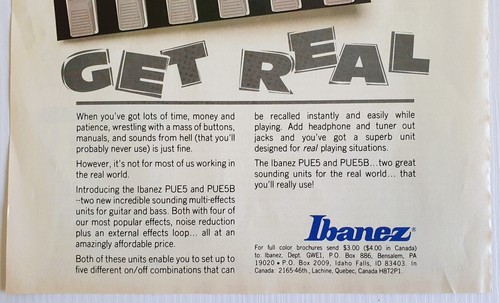 GET REAL
When you've got lots of time, money and
patience, wrestling with a mass of buttons,
manuals, and sounds from hell (that you'll
probably never use) is just fine.
However, it's not for most of us working in
the real world.
Introducing the Ibanez PUE5 and PUE5B
--two new incredible sounding multi-effects
units for guitar and bass. Both with four of
our most popular effects, noise reduction
plus an external effects loop... all at an
amazingly affordable price.
Both of these units enable you to set up to
five different on/off combinations that can
be recalled instantly and easily while
playing. Add headphone and tuner out
jacks and you've got a superb unit
designed for real playing situations.
The Ibanez PUE5 and PUE5B...two great
sounding units for the real world... that
you'll really use!
Ibanez®
For full color brochures send $3.00 ($4.00 in Canada)
to: Ibanez, Dept. GWE1, P.O. Box 886, Bensalem, PA
19020 • P.O. Box 2009, Idaho Falls, ID 83403. In
Canada: 2165-46th, Lachine, Quebec, Canada H8T2P1.